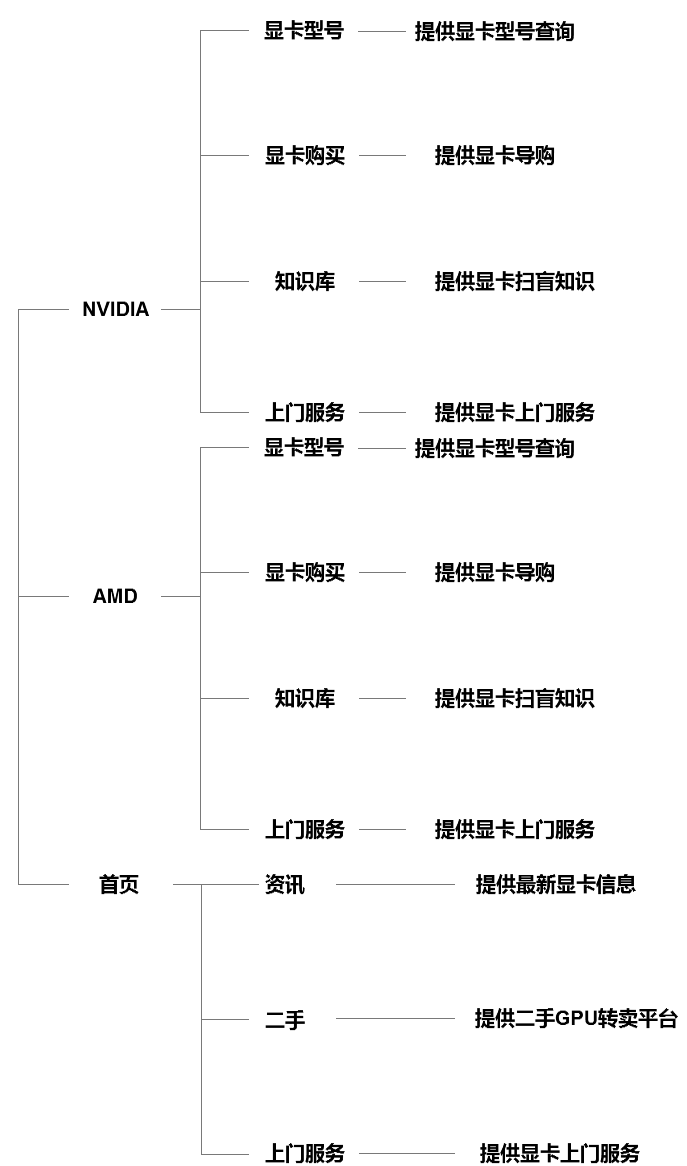 显卡型号 提供显卡型号查询
显卡购买 提供显卡导购
知识库 提供显卡扫盲知识
NVIDIA
上门服务 提供显卡上门服务
显卡型号 提供显卡型号查询
显卡购买 提供显卡导购
AMD
知识库 提供显卡扫盲知识
上门服务 提供显卡上门服务
首页 资讯 提供最新显卡信息
二手 提供二手GPU转卖平台
上门服务 提供显卡上门服务